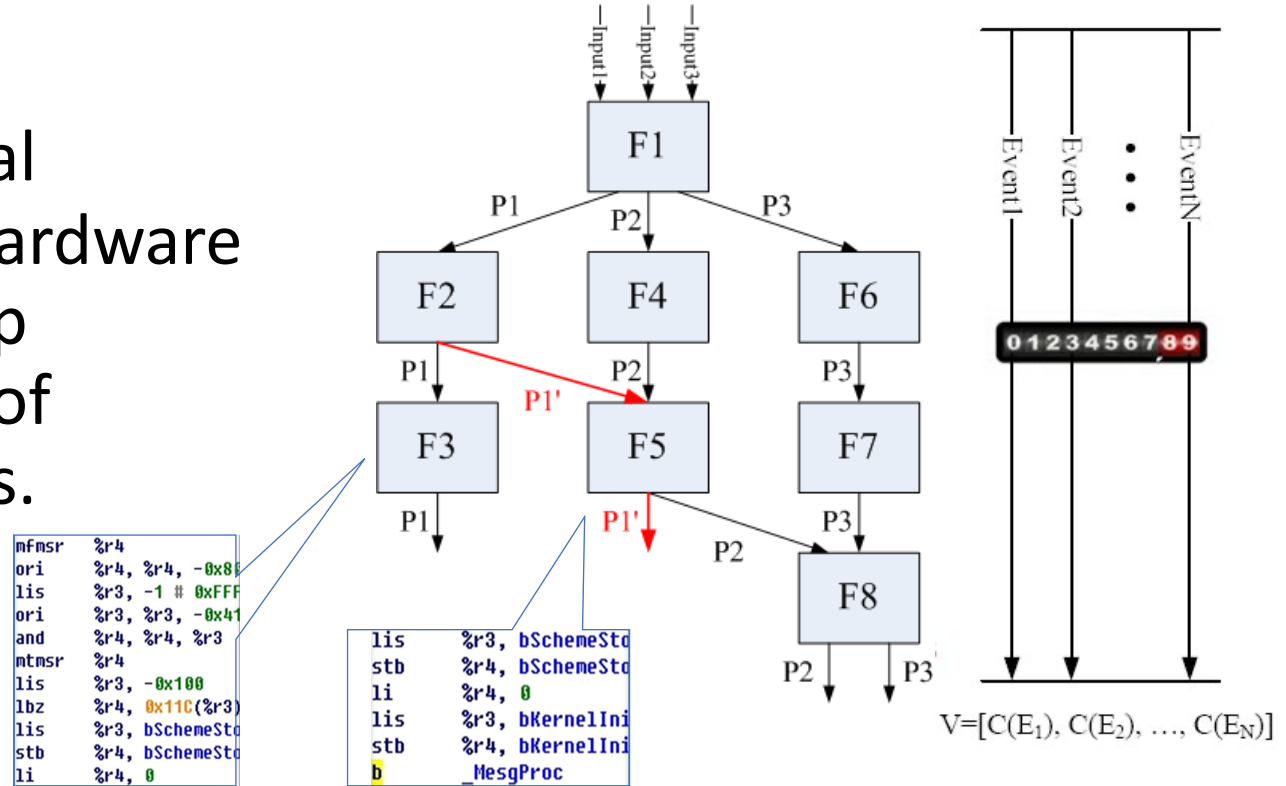 al
ardware
p
of
s.
Input1
Input2
Input3
F1
P1
P2
P3
F2
F4
F6
P1
P1'
P2
P3
F3
F5
F7
P1
P1'
P2
P3
F8
P2
P3
mfmsr %r4
ori %r4, %r4, -0x80
lis %r3, -1 # 0xFFF
ori %r3, %r3, -0x41
and %r4, %r4, %r3
mtmsr %r4
lis %r3, -0x100
lbz %r4, 0x11C(%r3)
lis %r3, bSchemeSto
stb %r4, bSchemeSto
li %r4, 0
lis %r3, bSchemeSto
stb %r4, bSchemeSto
li %r4, 0
lis %r3, bKernelIni
stb %r4, bKernelIni
b _MesgProc
Event1
Event2
EventN
0123456789
V=[C(E1), C(E2), …, C(EN)]